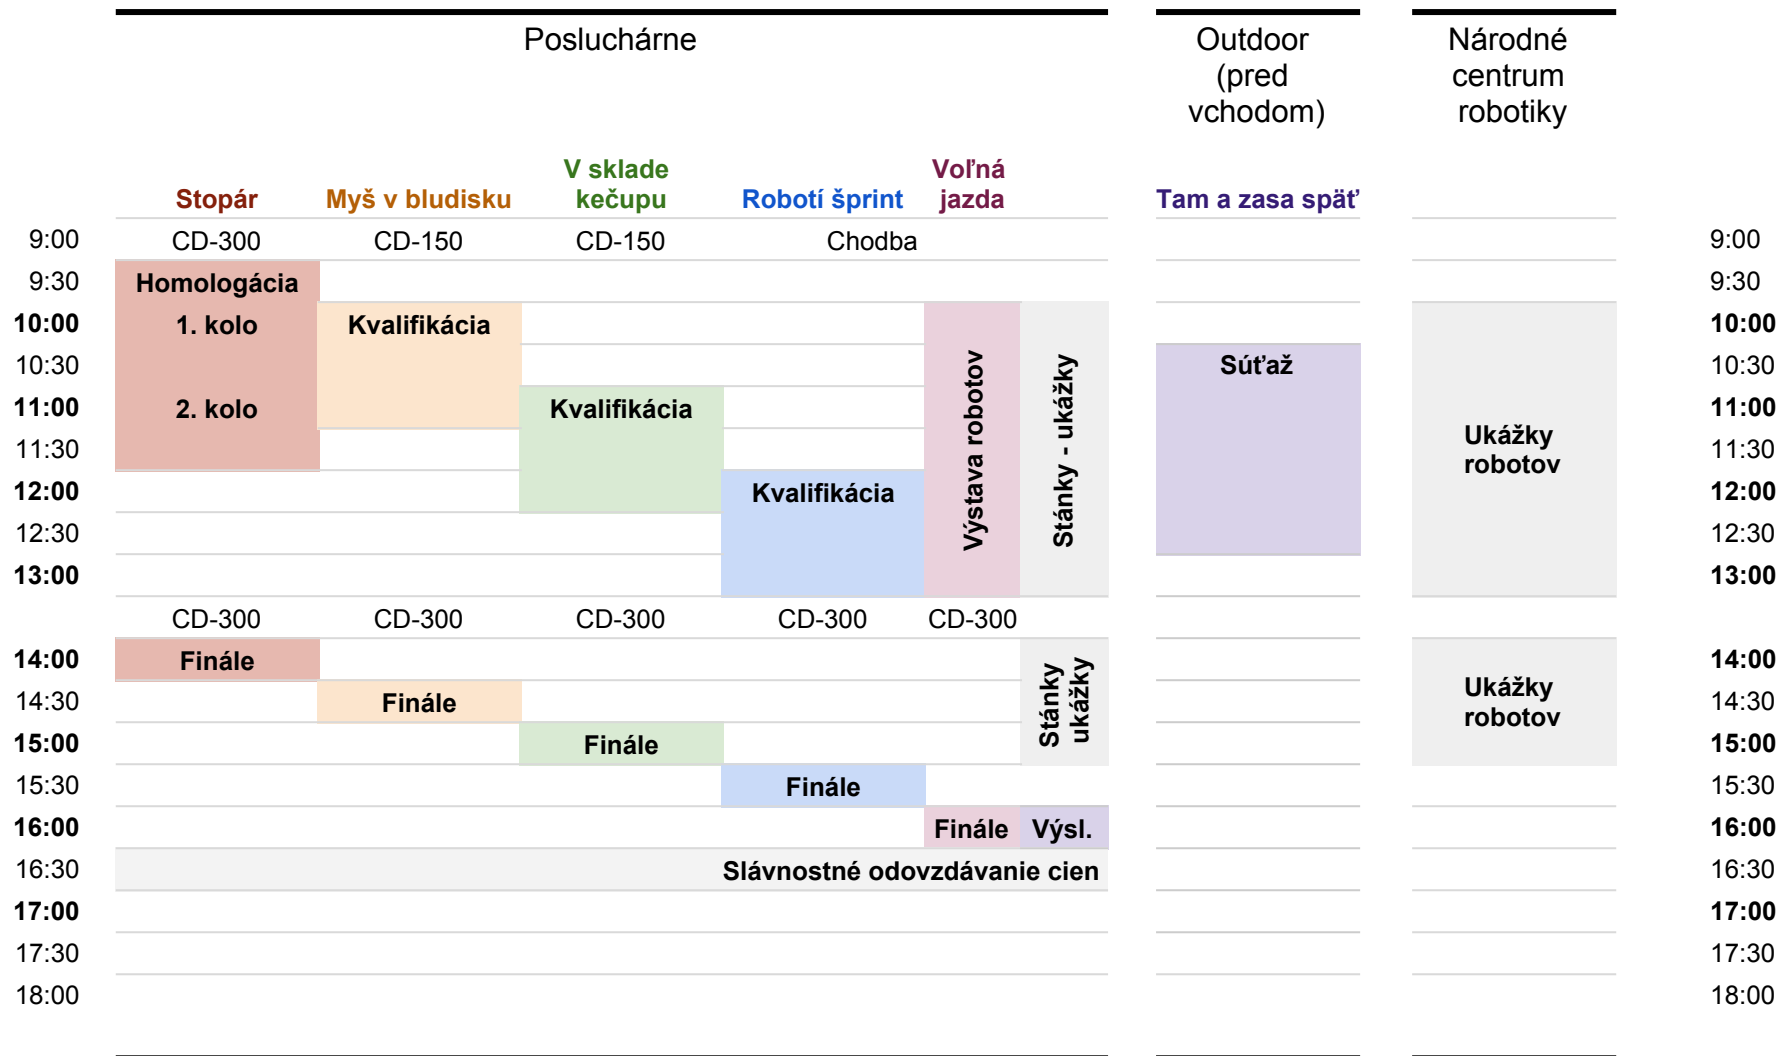 Poslucháreň
Outdoor
(pred
vchodom)
Národné
centrum
robotiky
Stopár
Myš v bludisku
V sklade
kečupu
Robotí šprint
Voľná
jazda
Tam a zasa späť
9:00 CD-300 CD-150 CD-150 Chodba 9:00
9:30 Homologácia 9:30
10:00 1. kolo Kvalifikácia 10:00
10:30 Súťaž 10:30
11:00 2. kolo Kvalifikácia 11:00
11:30 11:30
12:00 Kvalifikácia 12:00
12:30 12:30
13:00 13:00
Výstava robotov
Stánky - ukážky
Ukážky
robotov
CD-300 CD-300 CD-300 CD-300 CD-300
14:00 Finále 14:00
14:30 Finále 14:30
15:00 Finále 15:00
Stánky
ukážky
Ukážky
robotov
15:30 Finále 15:30
16:00 Finále Výsl. 16:00
16:30 Slávnostné odovzdávanie cien 16:30
17:00 17:00
17:30 17:30
18:00 18:00